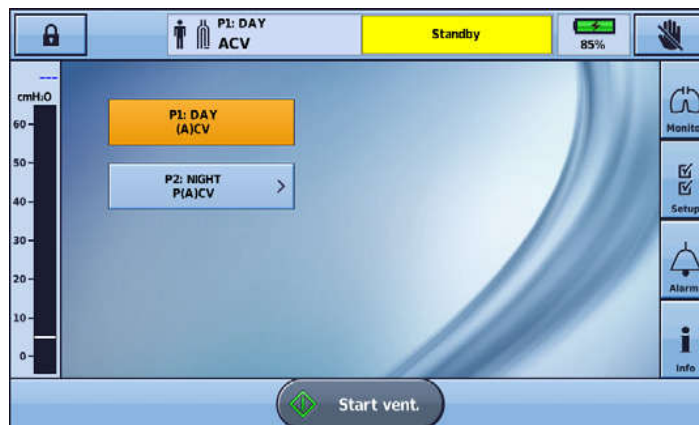 P1: DAY
ACV
Standby
85%
---
cmH₂O
60
50
40
30
20
10
0
P1: DAY
(A)CV
P2: NIGHT
P(A)CV
Monito
Setup
Alarm
Info
Start vent.